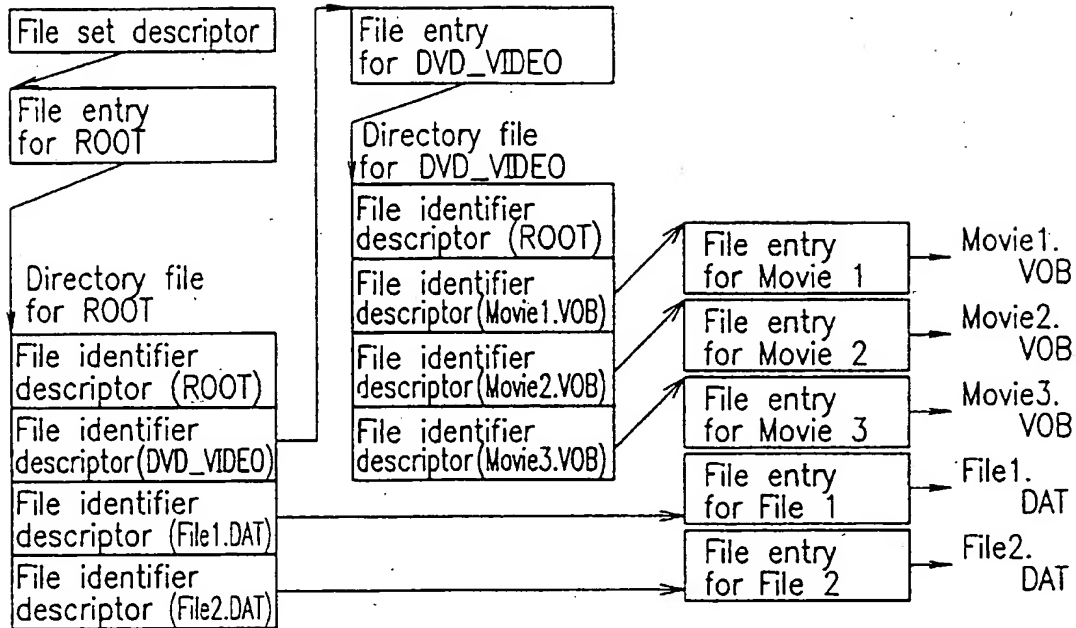 File set descriptor
File entry
for ROOT
Directory file
for ROOT
File identifier
descriptor (ROOT)
File identifier
descriptor(DVD_VIDEO)
File identifier
descriptor (File1.DAT)
File identifier
descriptor (File2.DAT)
File entry
for DVD_VIDEO
Directory file
for DVD_VIDEO
File identifier
descriptor (ROOT)
File identifier
descriptor(Movie1.VOB)
File identifier
descriptor(Movie2.VOB)
File identifier
descriptor(Movie3.VOB)
File entry
for Movie 1
Movie1.
VOB
File entry
for Movie 2
Movie2.
VOB
File entry
for Movie 3
Movie3.
VOB
File entry
for File 1
File1.
DAT
File entry
for File 2
File2.
DAT